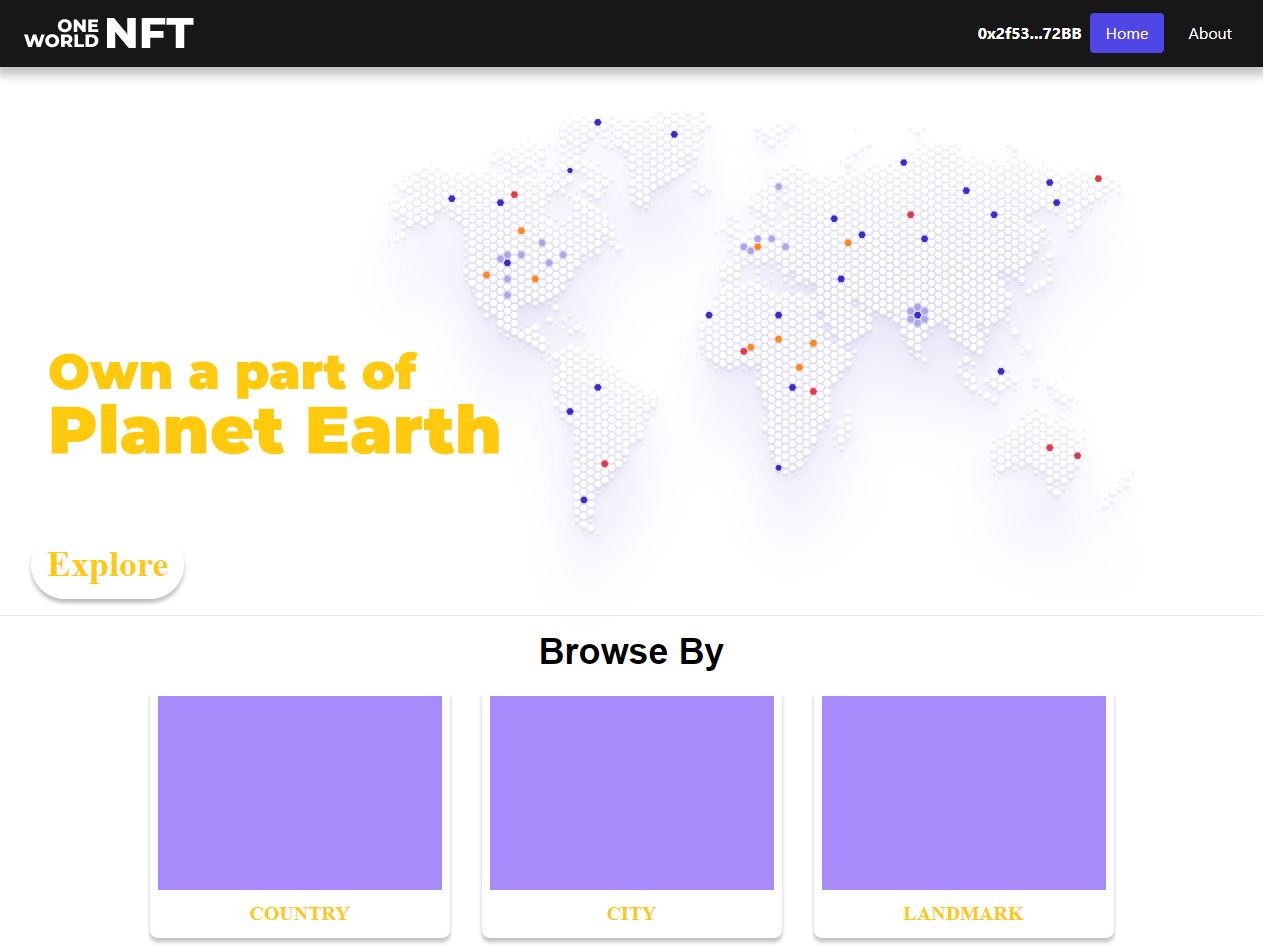 ONE
WORLD NFT
0x2f53...72BB Home About
Own a part of
Planet Earth
Explore
Browse By
COUNTRY CITY LANDMARK